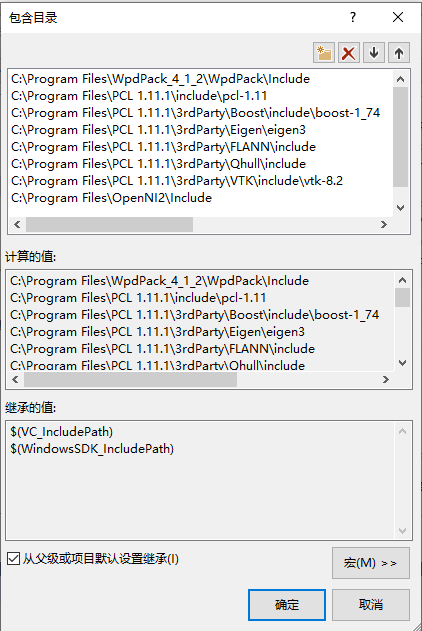 包含目录
C:\Program Files\WpdPack_4_1_2\WpdPack\Include
C:\Program Files\PCL 1.11.1\include\pcl-1.11
C:\Program Files\PCL 1.11.1\3rdParty\Boost\include\boost-1_74
C:\Program Files\PCL 1.11.1\3rdParty\Eigen\eigen3
C:\Program Files\PCL 1.11.1\3rdParty\FLANN\include
C:\Program Files\PCL 1.11.1\3rdParty\Qhull\include
C:\Program Files\PCL 1.11.1\3rdParty\VTK\include\vtk-8.2
C:\Program Files\OpenNI2\Include
计算的值:
C:\Program Files\WpdPack_4_1_2\WpdPack\Include
C:\Program Files\PCL 1.11.1\include\pcl-1.11
C:\Program Files\PCL 1.11.1\3rdParty\Boost\include\boost-1_74
C:\Program Files\PCL 1.11.1\3rdParty\Eigen\eigen3
C:\Program Files\PCL 1.11.1\3rdParty\FLANN\include
C:\Program Files\PCL 1.11.1\3rdParty\Qhull\include
继承的值:
$(VC_IncludePath)
$(WindowsSDK_IncludePath)
从父级或项目默认设置继承(I)
宏(M) >>
确定
取消